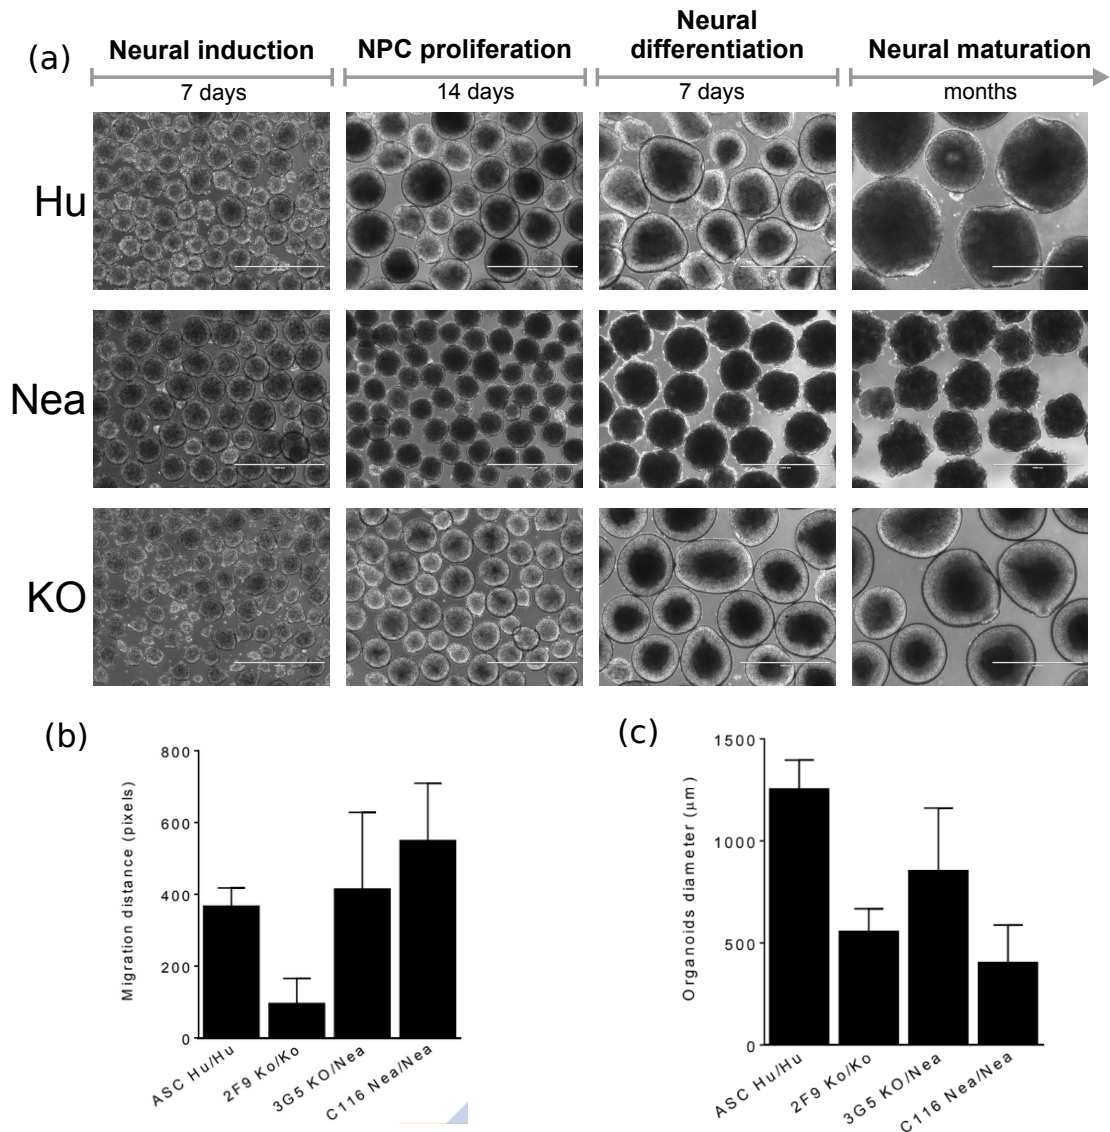 (a)
Neural induction
NPC proliferation
Neural
differentiation
Neural maturation
7 days
14 days
7 days
months
Hu
Nea
KO
(b)
Migration distance (pixels)
800
600
400
200
0
ASC Hu/Hu
2F9 Ko/Ko
3G5 KO/Nea
C116 Nea/Nea
(c)
Organoids diameter (μm)
1500
1000
500
0
ASC Hu/Hu
2F9 Ko/Ko
3G5 KO/Nea
C116 Nea/Nea